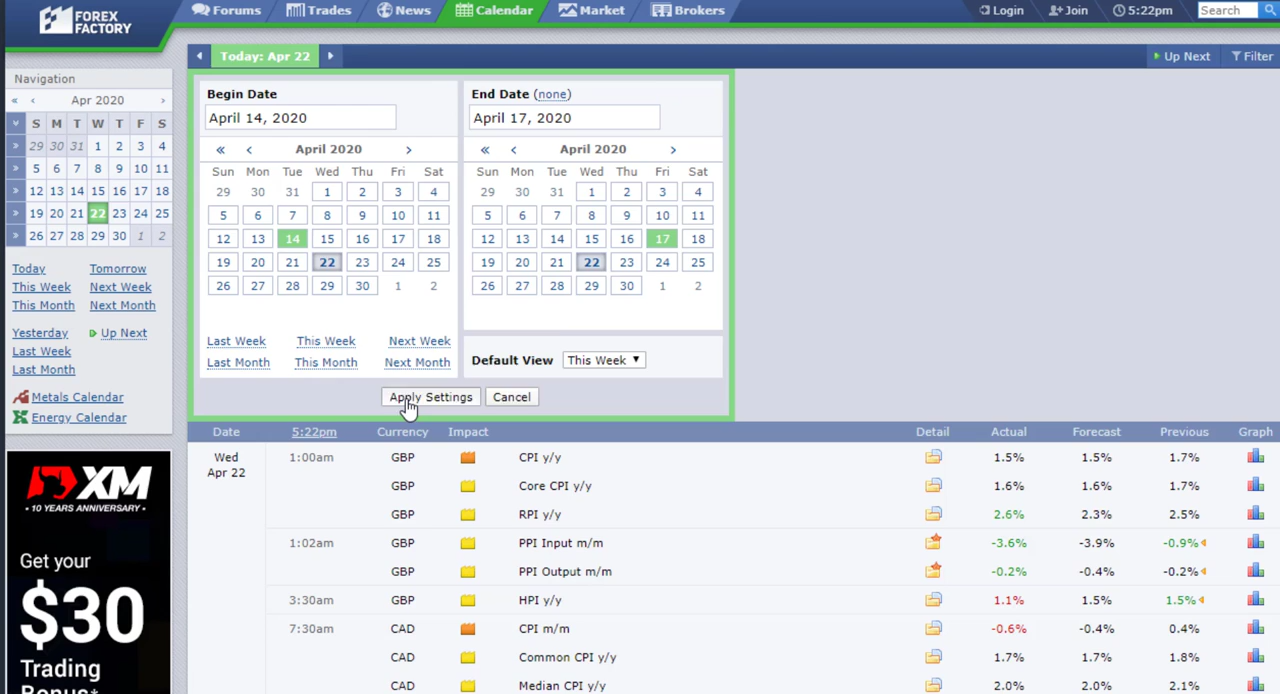 FOREX
FACTORY
Forums
Trades
News
Calendar
Market
Brokers
Login
Join
5:22pm
Search
Today: Apr 22
Up Next
Filter
Navigation
« ‹ Apr 2020 ›
S M T W T F S
29 30 31 1 2 3 4
5 6 7 8 9 10 11
12 13 14 15 16 17 18
19 20 21 22 23 24 25
26 27 28 29 30 1 2
Today Tomorrow
This Week Next Week
This Month Next Month
Yesterday Up Next
Last Week
Last Month
Metals Calendar
Energy Calendar
XM
• 10 YEARS ANNIVERSARY •
Get your
$30
Trading
Bonus*
Begin Date
April 14, 2020
« ‹ April 2020 ›
Sun Mon Tue Wed Thu Fri Sat
29 30 31 1 2 3 4
5 6 7 8 9 10 11
12 13 14 15 16 17 18
19 20 21 22 23 24 25
26 27 28 29 30 1 2
Last Week This Week Next Week
Last Month This Month Next Month
End Date (none)
April 17, 2020
« ‹ April 2020 ›
Sun Mon Tue Wed Thu Fri Sat
29 30 31 1 2 3 4
5 6 7 8 9 10 11
12 13 14 15 16 17 18
19 20 21 22 23 24 25
26 27 28 29 30 1 2
Default View This Week
Apply Settings Cancel
Date 5:22pm Currency Impact Detail Actual Forecast Previous Graph
Wed 1:00am GBP CPI y/y 1.5% 1.5% 1.7%
Apr 22
GBP Core CPI y/y 1.6% 1.6% 1.7%
GBP RPI y/y 2.6% 2.3% 2.5%
1:02am GBP PPI Input m/m -3.6% -3.9% -0.9%
GBP PPI Output m/m -0.2% -0.4% -0.2%
3:30am GBP HPI y/y 1.1% 1.5% 1.5%
7:30am CAD CPI m/m -0.6% -0.4% 0.4%
CAD Common CPI y/y 1.7% 1.7% 1.8%
CAD Median CPI y/y 2.0% 2.0% 2.1%